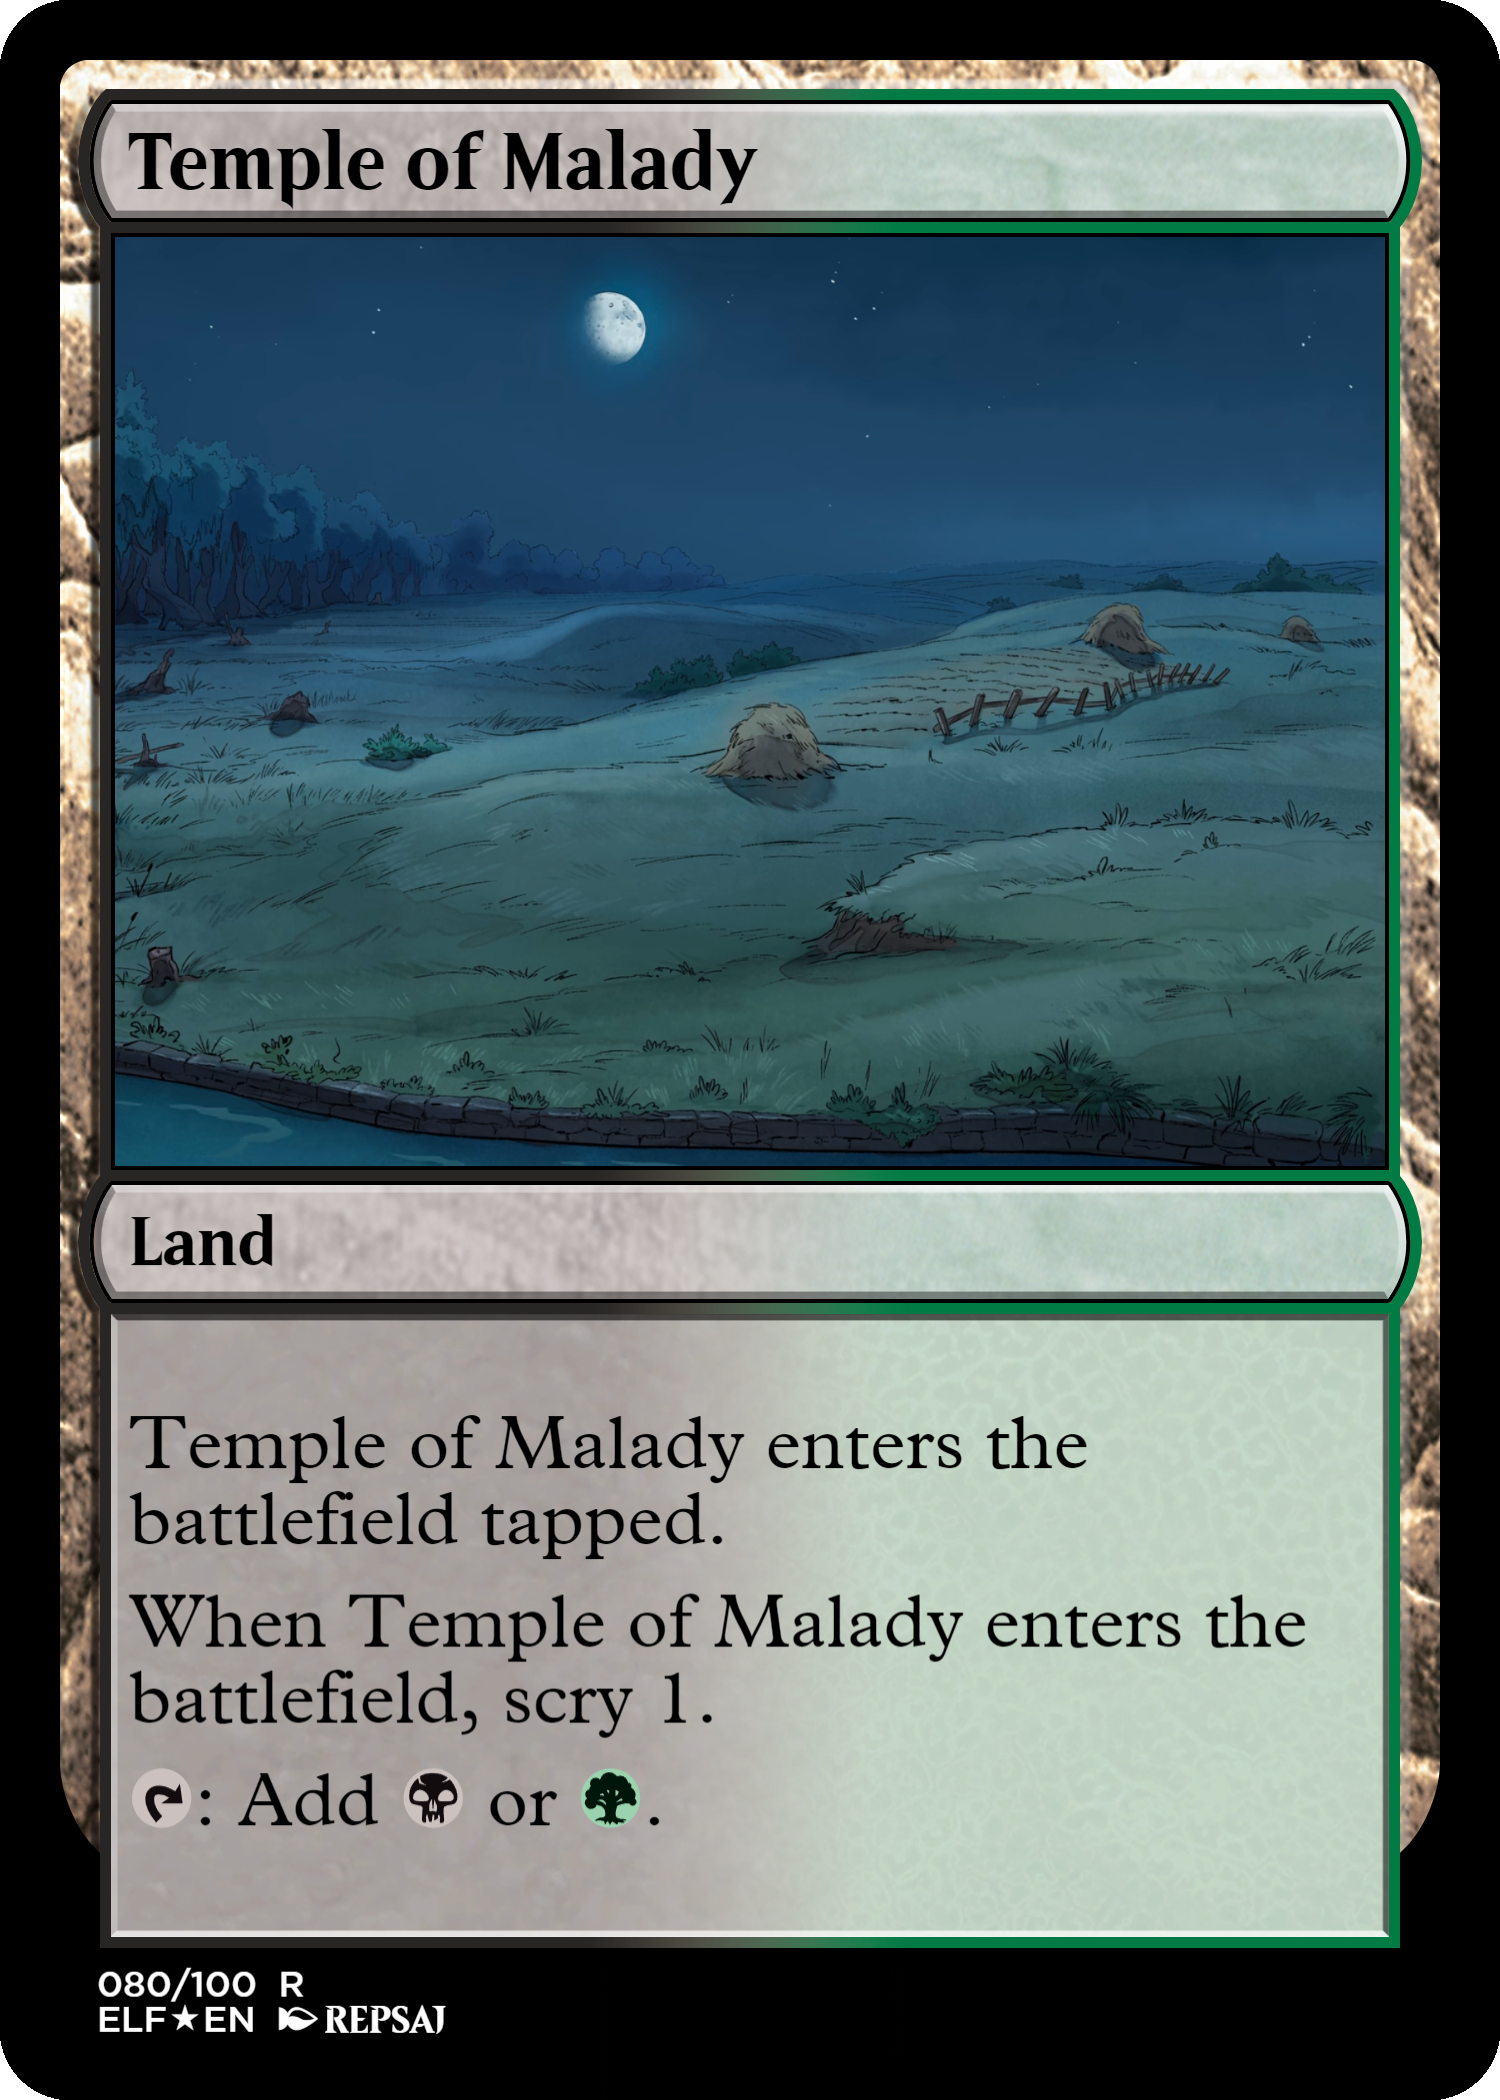 Temple of Malady
Land
Temple of Malady enters the
battlefield tapped.
When Temple of Malady enters the
battlefield, scry 1.
: Add or .
080/100 R
ELF★EN REPSAJ